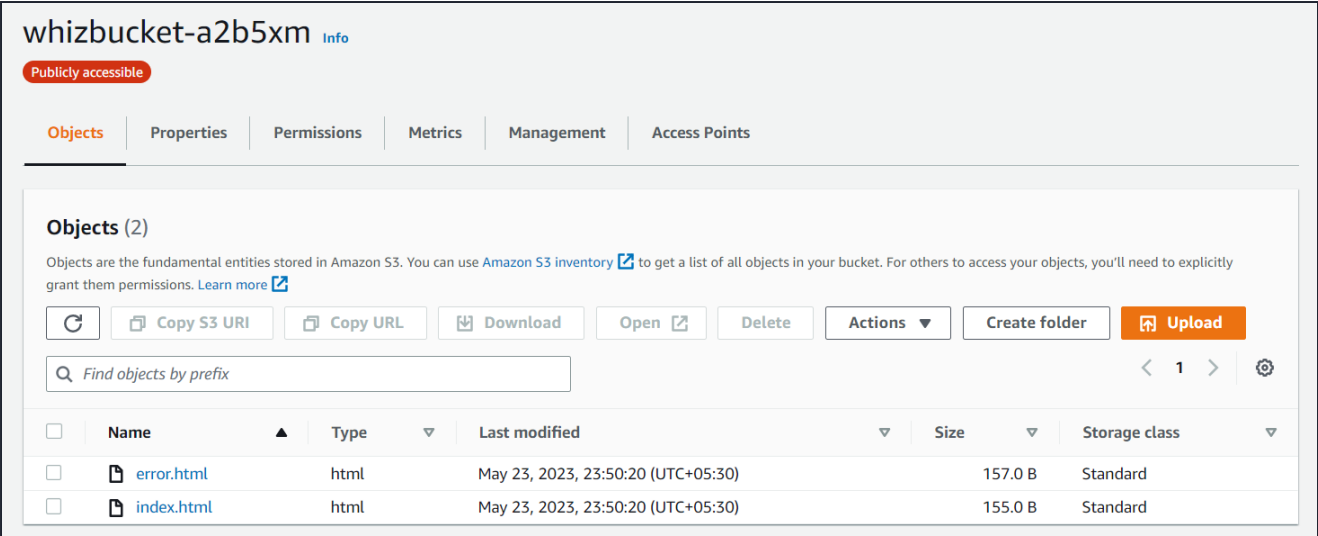 whizbucket-a2b5xm Info
Publicly accessible
Objects Properties Permissions Metrics Management Access Points
Objects (2)
Objects are the fundamental entities stored in Amazon S3. You can use Amazon S3 inventory to get a list of all objects in your bucket. For others to access your objects, you'll need to explicitly
grant them permissions. Learn more
Copy S3 URI Copy URL Download Open Delete Actions Create folder Upload
Find objects by prefix
1
Name Type Last modified Size Storage class
error.html html May 23, 2023, 23:50:20 (UTC+05:30) 157.0 B Standard
index.html html May 23, 2023, 23:50:20 (UTC+05:30) 155.0 B Standard